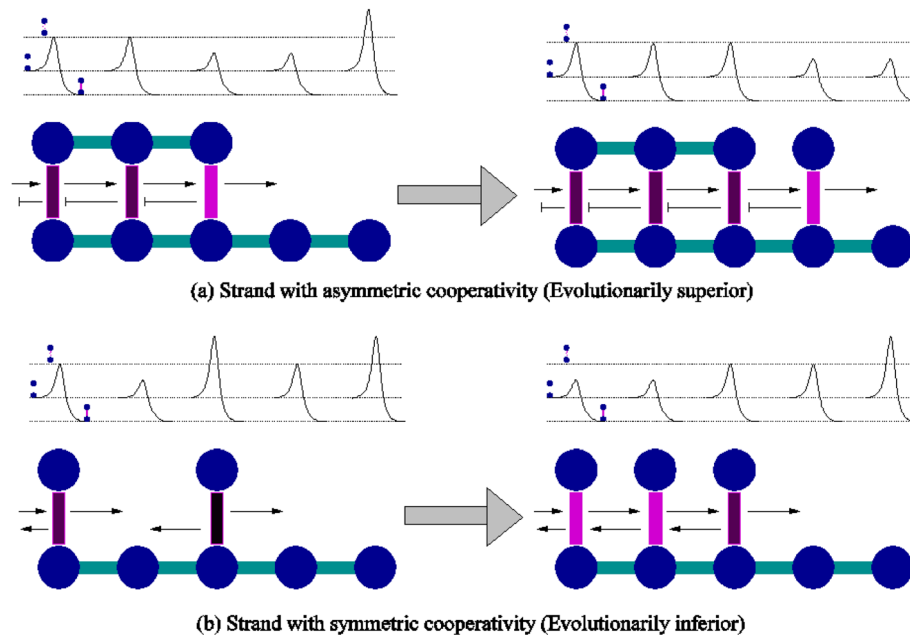 (a) Strand with asymmetric cooperativity (Evolutionarily superior)
(b) Strand with symmetric cooperativity (Evolutionarily inferior)